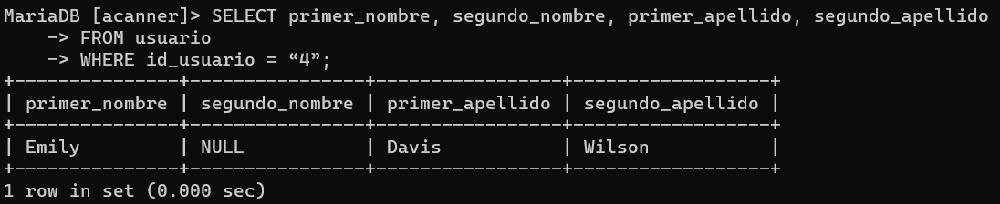 MariaDB [acanner]> SELECT primer_nombre, segundo_nombre, primer_apellido, segundo_apellido
    -> FROM usuario
    -> WHERE id_usuario = “4”;
+---------------+----------------+-----------------+------------------+
| primer_nombre | segundo_nombre | primer_apellido | segundo_apellido |
+---------------+----------------+-----------------+------------------+
| Emily         | NULL           | Davis           | Wilson           |
+---------------+----------------+-----------------+------------------+
1 row in set (0.000 sec)